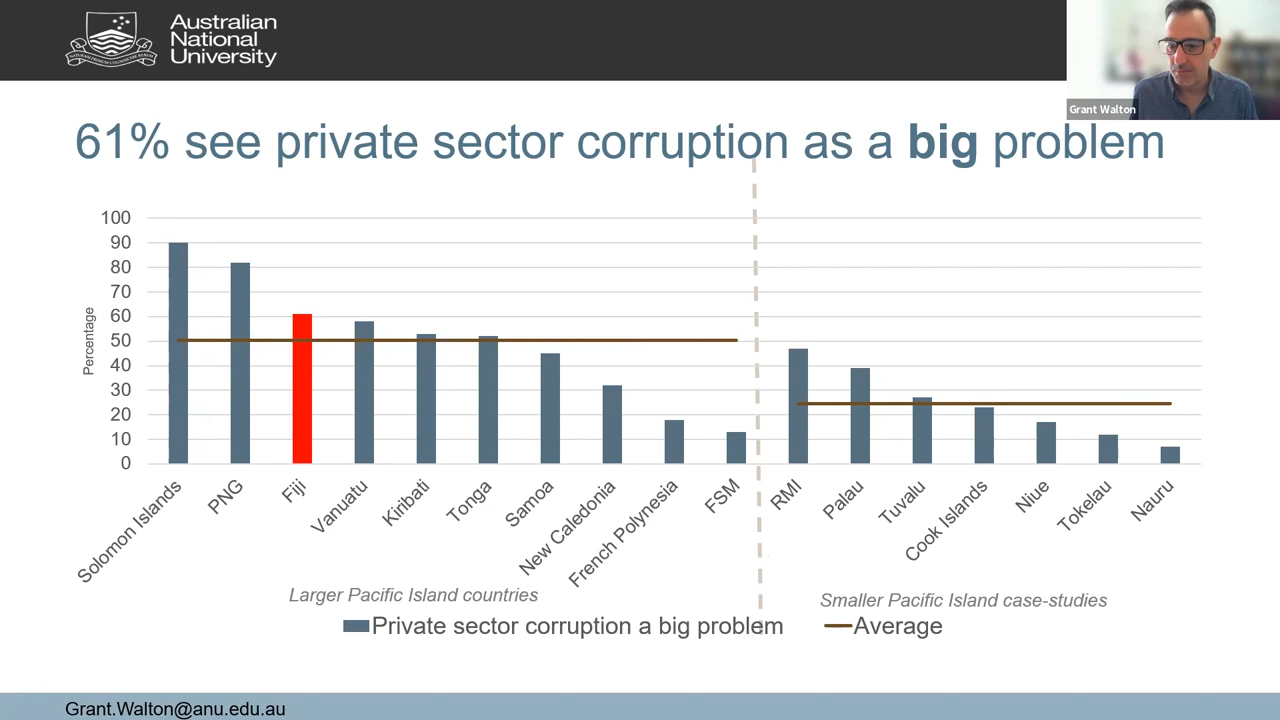 Australian
National
University
Grant Walton
61% see private sector corruption as a big problem
Percentage
100
90
80
70
60
50
40
30
20
10
0
Solomon Islands
PNG
Fiji
Vanuatu
Kiribati
Tonga
Samoa
New Caledonia
French Polynesia
FSM
RMI
Palau
Tuvalu
Cook Islands
Niue
Tokelau
Nauru
Larger Pacific Island countries
Smaller Pacific Island case-studies
Private sector corruption a big problem
Average
Grant.Walton@anu.edu.au